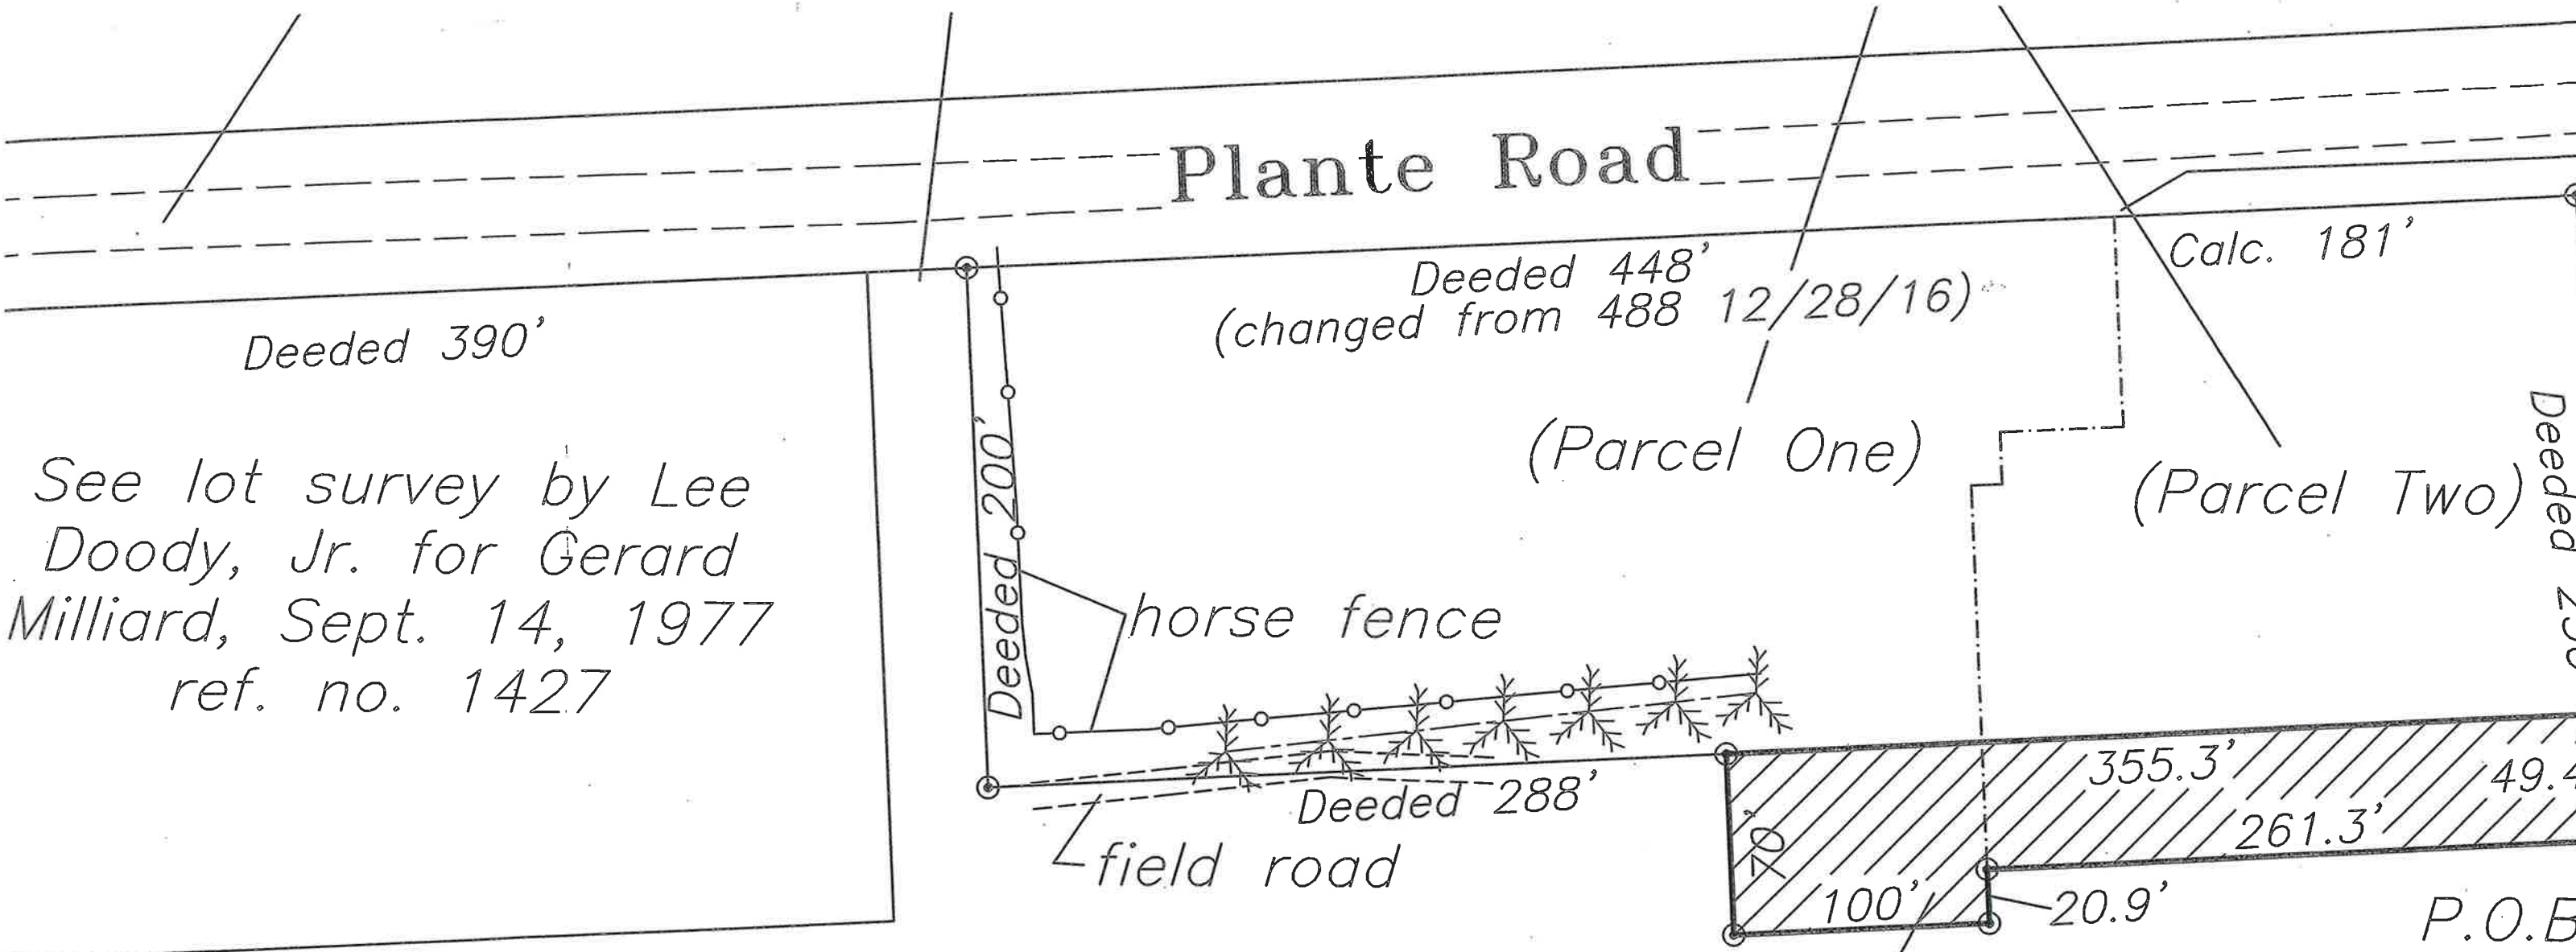 Plante Road
Calc. 181'
Deeded 448'
(changed from 488 12/28/16)
Deeded 390'
See lot survey by Lee
Doody, Jr. for Gerard
Milliard, Sept. 14, 1977
ref. no. 1427
Deeded 200'
(Parcel One)
(Parcel Two)
Deeded
horse fence
Deeded 288'
field road
355.3'
49.4
261.3'
70'
100'
20.9'
P.O.B